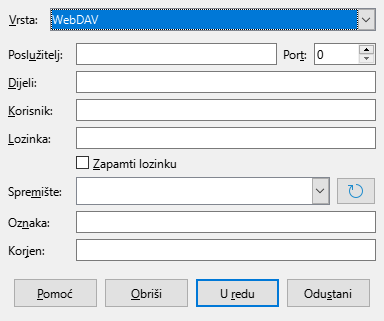 Vrsta: WebDAV
Poslužitelj: Port: 0
Dijeli:
Korisnik:
Lozinka:
Zapamti lozinku
Spremište:
Oznaka:
Korjen:
Pomoć Obriši U redu Odustani